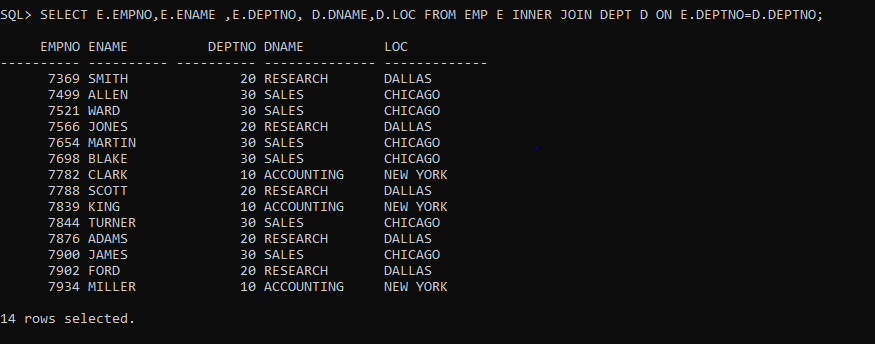 SQL> SELECT E.EMPNO,E.ENAME ,E.DEPTNO, D.DNAME,D.LOC FROM EMP E INNER JOIN DEPT D ON E.DEPTNO=D.DEPTNO;
     EMPNO ENAME          DEPTNO DNAME          LOC
---------- ---------- ---------- -------------- -------------
      7369 SMITH              20 RESEARCH       DALLAS
      7499 ALLEN              30 SALES          CHICAGO
      7521 WARD               30 SALES          CHICAGO
      7566 JONES              20 RESEARCH       DALLAS
      7654 MARTIN             30 SALES          CHICAGO
      7698 BLAKE              30 SALES          CHICAGO
      7782 CLARK              10 ACCOUNTING     NEW YORK
      7788 SCOTT              20 RESEARCH       DALLAS
      7839 KING               10 ACCOUNTING     NEW YORK
      7844 TURNER             30 SALES          CHICAGO
      7876 ADAMS              20 RESEARCH       DALLAS
      7900 JAMES              30 SALES          CHICAGO
      7902 FORD               20 RESEARCH       DALLAS
      7934 MILLER             10 ACCOUNTING     NEW YORK
14 rows selected.